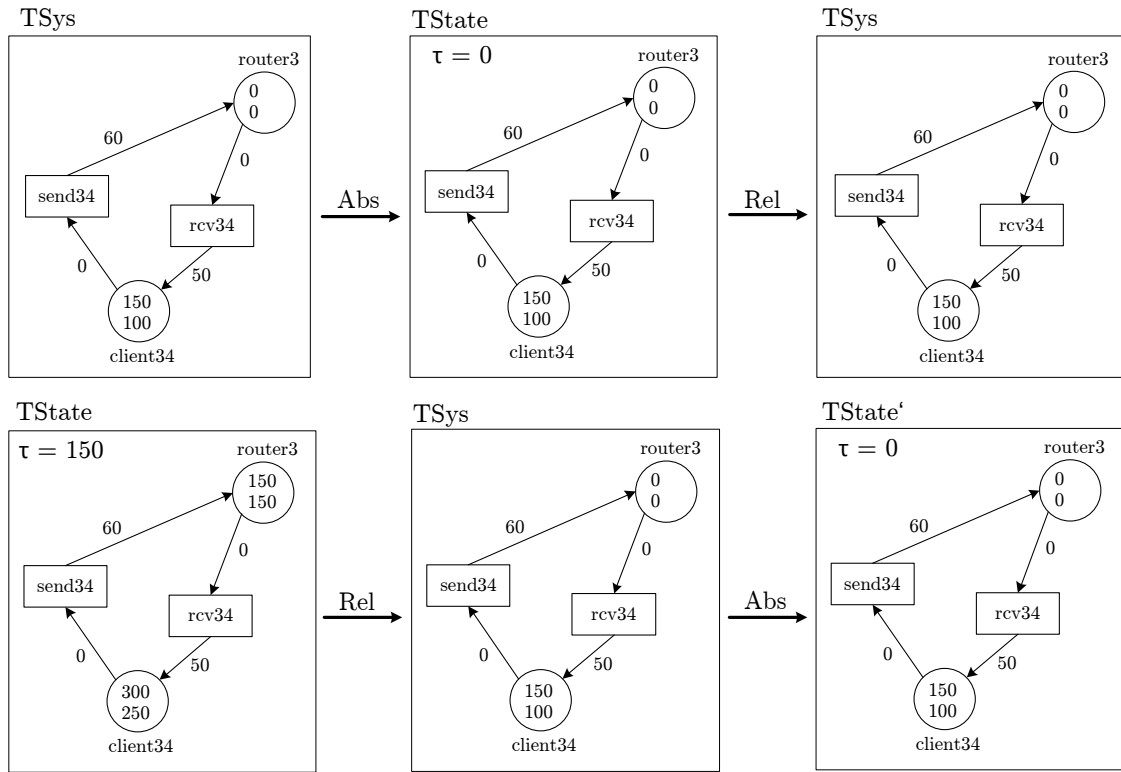 TSys
router3
0
0
60
0
send34
rcv34
0
50
150
100
client34
Abs
TState
τ = 0
router3
0
0
60
0
send34
rcv34
0
50
150
100
client34
Rel
TSys
router3
0
0
60
0
send34
rcv34
0
50
150
100
client34
TState
τ = 150
router3
150
150
60
0
send34
rcv34
0
50
300
250
client34
Rel
TSys
router3
0
0
60
0
send34
rcv34
0
50
150
100
client34
Abs
TState‘
τ = 0
router3
0
0
60
0
send34
rcv34
0
50
150
100
client34